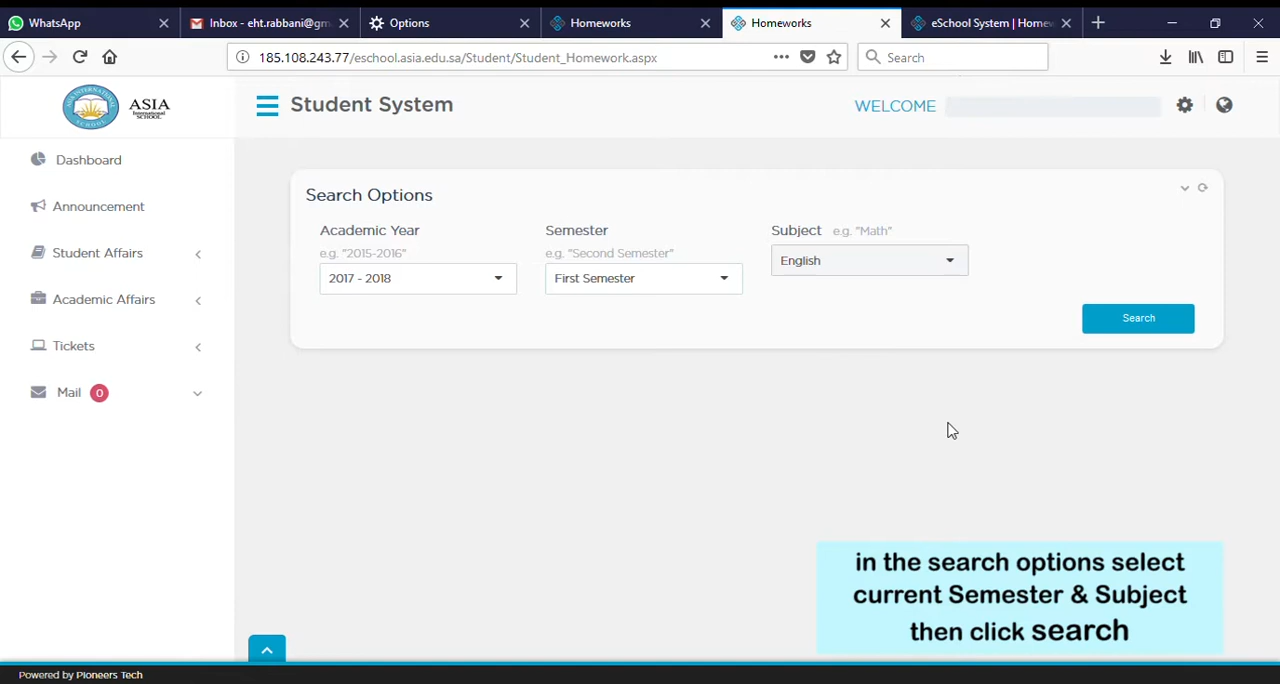 WhatsApp
Inbox - eht.rabbani@gm
Options
Homeworks
Homeworks
eSchool System | Home
185.108.243.77/eschool.asia.edu.sa/Student/Student_Homework.aspx
Search
ASIA
International
SCHOOL
Student System
WELCOME
Dashboard
Announcement
Student Affairs
Academic Affairs
Tickets
Mail 0
Search Options
Academic Year
e.g. "2015-2016"
2017 - 2018
Semester
e.g. "Second Semester"
First Semester
Subject e.g. "Math"
English
Search
in the search options select
current Semester & Subject
then click search
Powered by Pioneers Tech